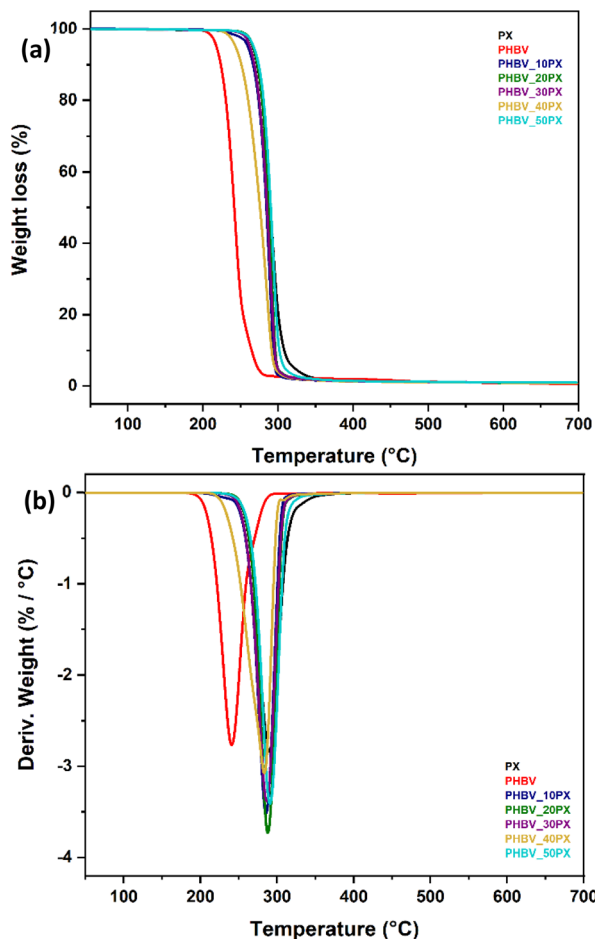 (a)
100
80
60
40
20
0
Weight loss (%)
PX
PHBV
PHBV_10PX
PHBV_20PX
PHBV_30PX
PHBV_40PX
PHBV_50PX
100 200 300 400 500 600 700
Temperature (°C)
(b)
0
-1
-2
-3
-4
Deriv. Weight (% / °C)
PX
PHBV
PHBV_10PX
PHBV_20PX
PHBV_30PX
PHBV_40PX
PHBV_50PX
100 200 300 400 500 600 700
Temperature (°C)